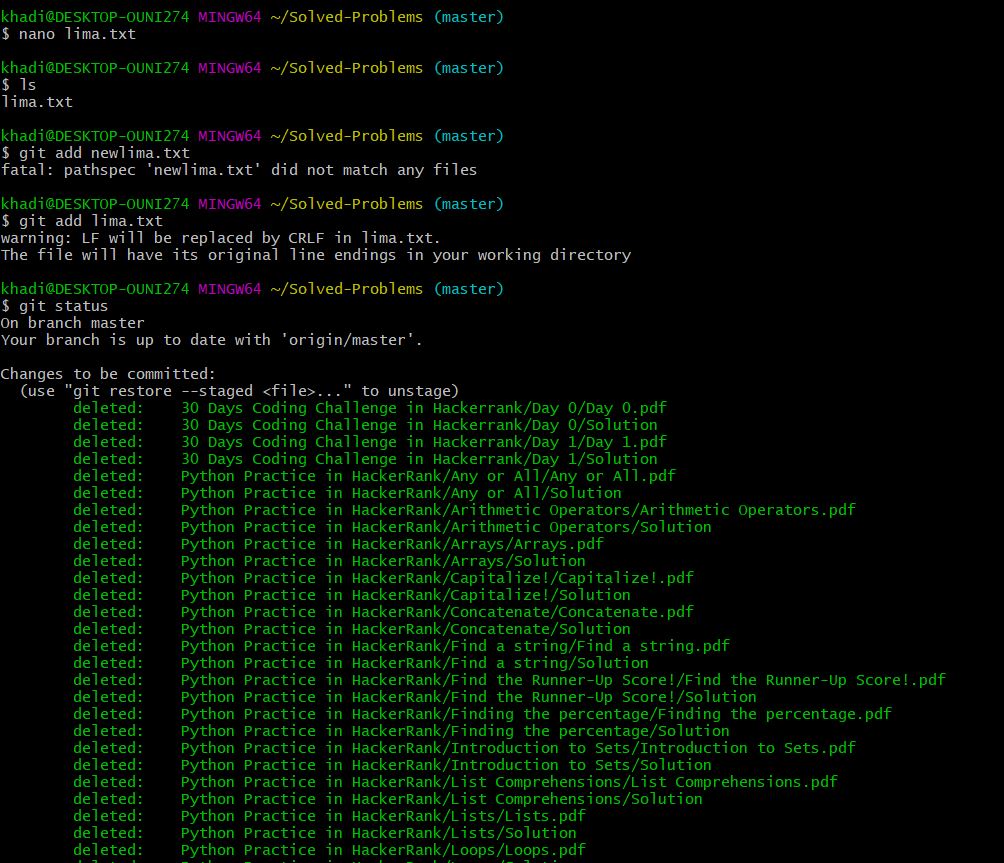 khadi@DESKTOP-OUNI274 MINGW64 ~/Solved-Problems (master)
$ nano lima.txt
khadi@DESKTOP-OUNI274 MINGW64 ~/Solved-Problems (master)
$ ls
lima.txt
khadi@DESKTOP-OUNI274 MINGW64 ~/Solved-Problems (master)
$ git add newlima.txt
fatal: pathspec 'newlima.txt' did not match any files
khadi@DESKTOP-OUNI274 MINGW64 ~/Solved-Problems (master)
$ git add lima.txt
warning: LF will be replaced by CRLF in lima.txt.
The file will have its original line endings in your working directory
khadi@DESKTOP-OUNI274 MINGW64 ~/Solved-Problems (master)
$ git status
On branch master
Your branch is up to date with 'origin/master'.
Changes to be committed:
(use "git restore --staged <file>..." to unstage)
deleted: 30 Days Coding Challenge in Hackerrank/Day 0/Day 0.pdf
deleted: 30 Days Coding Challenge in Hackerrank/Day 0/Solution
deleted: 30 Days Coding Challenge in Hackerrank/Day 1/Day 1.pdf
deleted: 30 Days Coding Challenge in Hackerrank/Day 1/Solution
deleted: Python Practice in HackerRank/Any or All/Any or All.pdf
deleted: Python Practice in HackerRank/Any or All/Solution
deleted: Python Practice in HackerRank/Arithmetic Operators/Arithmetic Operators.pdf
deleted: Python Practice in HackerRank/Arithmetic Operators/Solution
deleted: Python Practice in HackerRank/Arrays/Arrays.pdf
deleted: Python Practice in HackerRank/Arrays/Solution
deleted: Python Practice in HackerRank/Capitalize!/Capitalize!.pdf
deleted: Python Practice in HackerRank/Capitalize!/Solution
deleted: Python Practice in HackerRank/Concatenate/Concatenate.pdf
deleted: Python Practice in HackerRank/Concatenate/Solution
deleted: Python Practice in HackerRank/Find a string/Find a string.pdf
deleted: Python Practice in HackerRank/Find a string/Solution
deleted: Python Practice in HackerRank/Find the Runner-Up Score!/Find the Runner-Up Score!.pdf
deleted: Python Practice in HackerRank/Find the Runner-Up Score!/Solution
deleted: Python Practice in HackerRank/Finding the percentage/Finding the percentage.pdf
deleted: Python Practice in HackerRank/Finding the percentage/Solution
deleted: Python Practice in HackerRank/Introduction to Sets/Introduction to Sets.pdf
deleted: Python Practice in HackerRank/Introduction to Sets/Solution
deleted: Python Practice in HackerRank/List Comprehensions/List Comprehensions.pdf
deleted: Python Practice in HackerRank/List Comprehensions/Solution
deleted: Python Practice in HackerRank/Lists/Lists.pdf
deleted: Python Practice in HackerRank/Lists/Solution
deleted: Python Practice in HackerRank/Loops/Loops.pdf